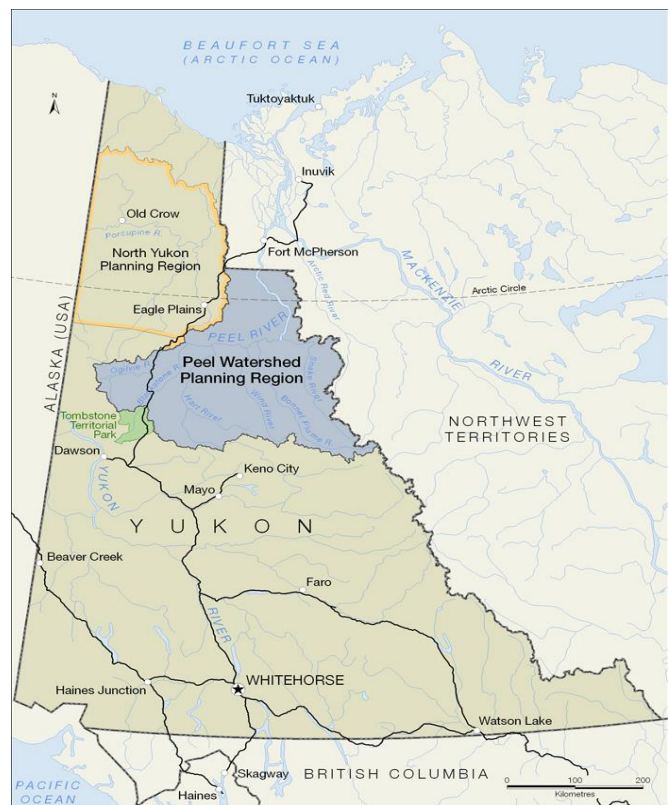 BEAUFORT SEA
(ARCTIC OCEAN)
N
Tuktoyaktuk
Inuvik
Old Crow
Porcupine R.
North Yukon
Planning Region
Fort McPherson
Arctic Red River
MACKENZIE
RIVER
Arctic Circle
Eagle Plains
ALASKA (USA)
PEEL RIVER
Peel Watershed
Planning Region
Ogilvie R.
Blackstone R.
Hart River
Wind River
Bonnet Plume R.
Snake River
Tombstone
Territorial
Park
NORTHWEST
TERRITORIES
Dawson
YUKON
Keno City
Mayo
YUKON
Beaver Creek
Faro
RIVER
WHITEHORSE
Haines Junction
Watson Lake
Skagway
BRITISH COLUMBIA
Haines
PACIFIC
OCEAN
0 100 200
Kilometres